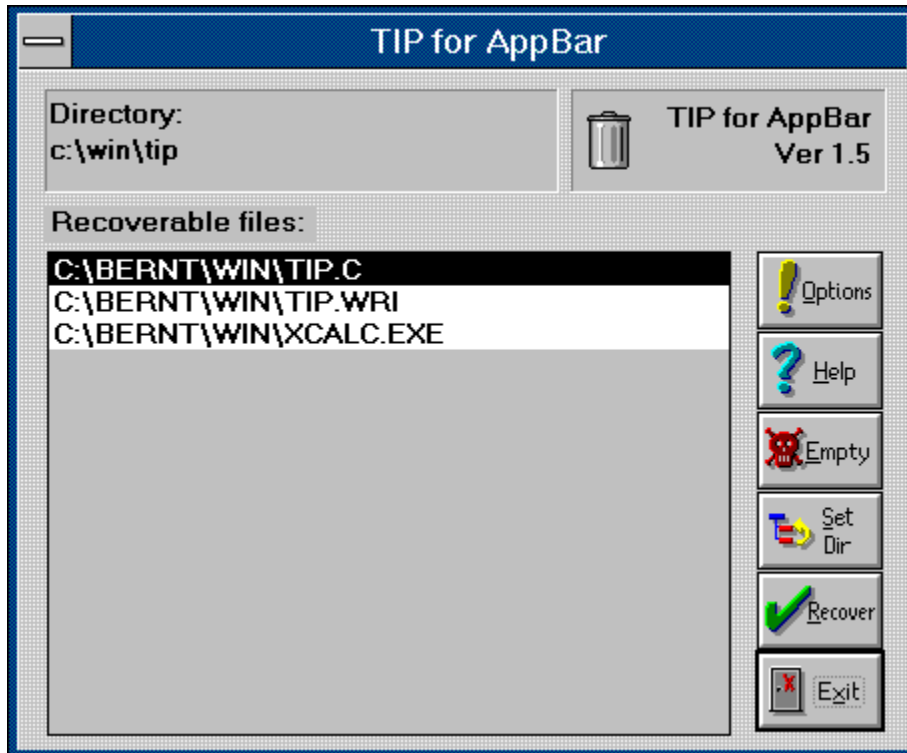 TIP for AppBar
Directory:
c:\win\tip
TIP for AppBar
Ver 1.5
Recoverable files:
C:\BERNT\WIN\TIP.C
C:\BERNT\WIN\TIP.WRI
C:\BERNT\WIN\XCALC.EXE
Options
Help
Empty
Set
Dir
Recover
Exit